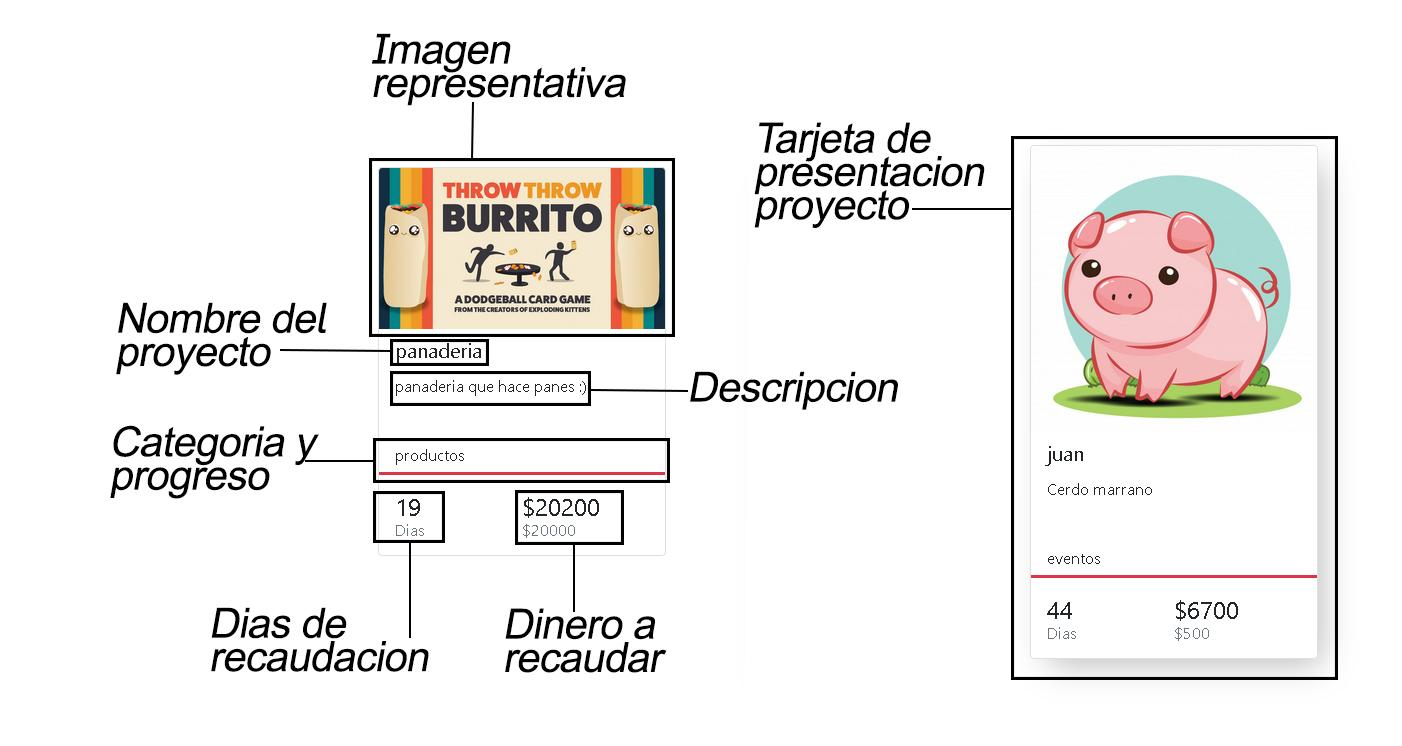 Imagen
representativa
THROW THROW
BURRITO
A DODGEBALL CARD GAME
FROM THE CREATORS OF EXPLODING KITTENS
Nombre del
proyecto
panaderia
panaderia que hace panes :)
Descripcion
Categoria y
progreso
productos
19
Dias
$20200
$20000
Dias de
recaudacion
Dinero a
recaudar
Tarjeta de
presentacion
proyecto
juan
Cerdo marrano
eventos
44
Dias
$6700
$500